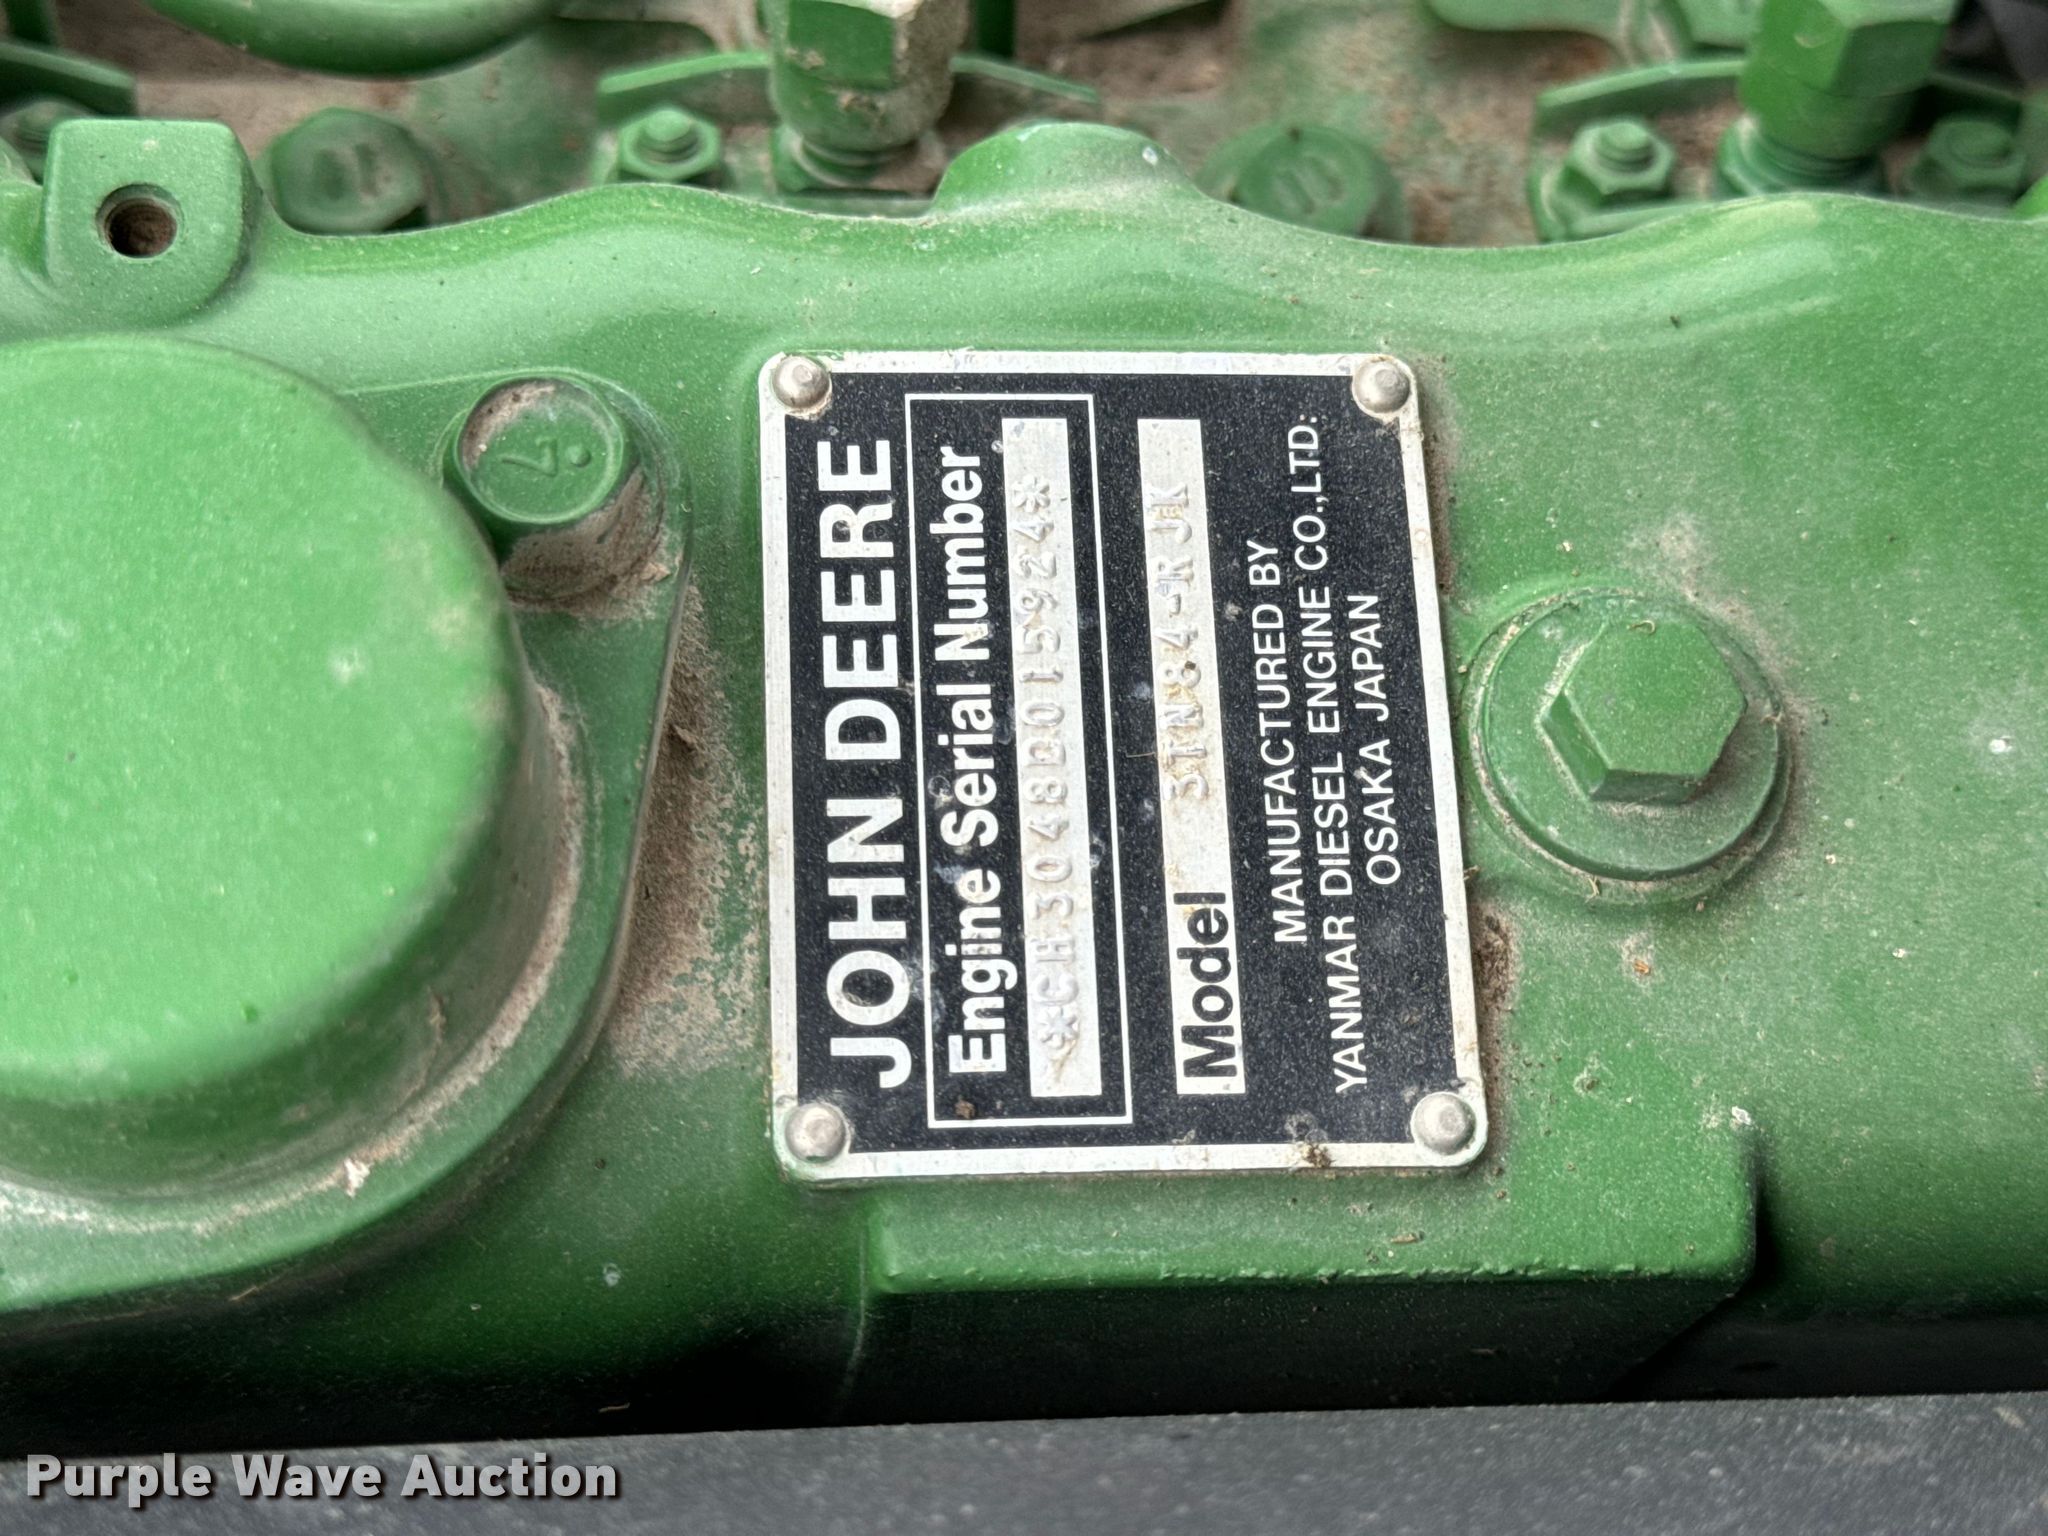 JOHN DEERE
Engine Serial Number
*CH3048D015924*
Model 3TN84-RJK
MANUFACTURED BY
YANMAR DIESEL ENGINE CO.,LTD.
OSAKA JAPAN
7.
Purple Wave Auction